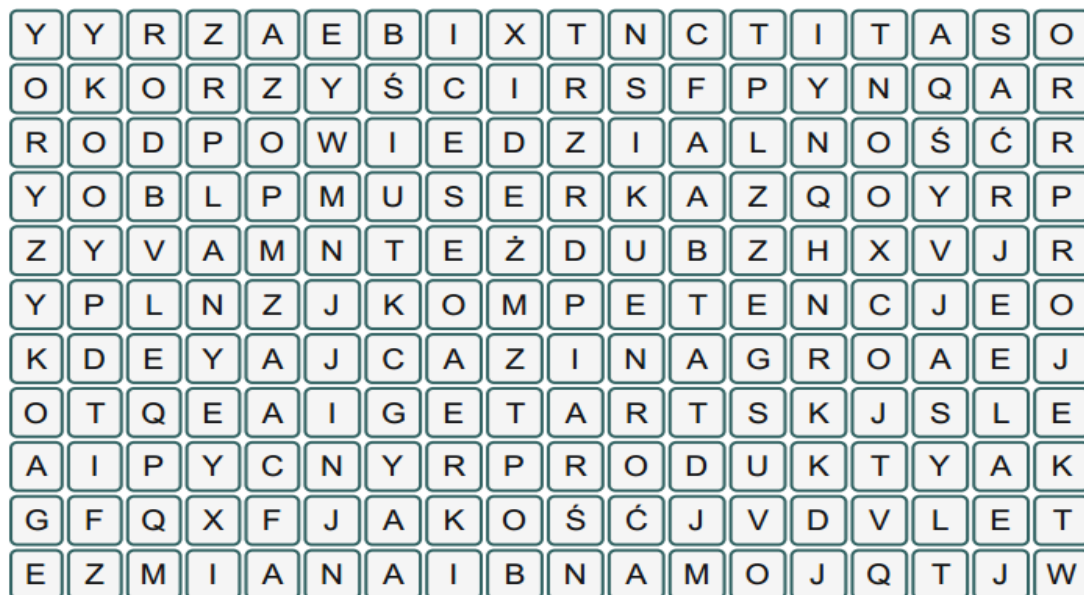 Y Y R Z A E B I X T N C T I T A S O
O K O R Z Y Ś C I R S F P Y N Q A R
R O D P O W I E D Z I A L N O Ś Ć R
Y O B L P M U S E R K A Z Q O Y R P
Z Y V A M N T E Ż D U B Z H X V J R
Y P L N Z J K O M P E T E N C J E O
K D E Y A J C A Z I N A G R O A E J
O T Q E A I G E T A R T S K J S L E
A I P Y C N Y R P R O D U K T Y A K
G F Q X F J A K O Ś Ć J V D V L E T
E Z M I A N A I B N A M O J Q T J W